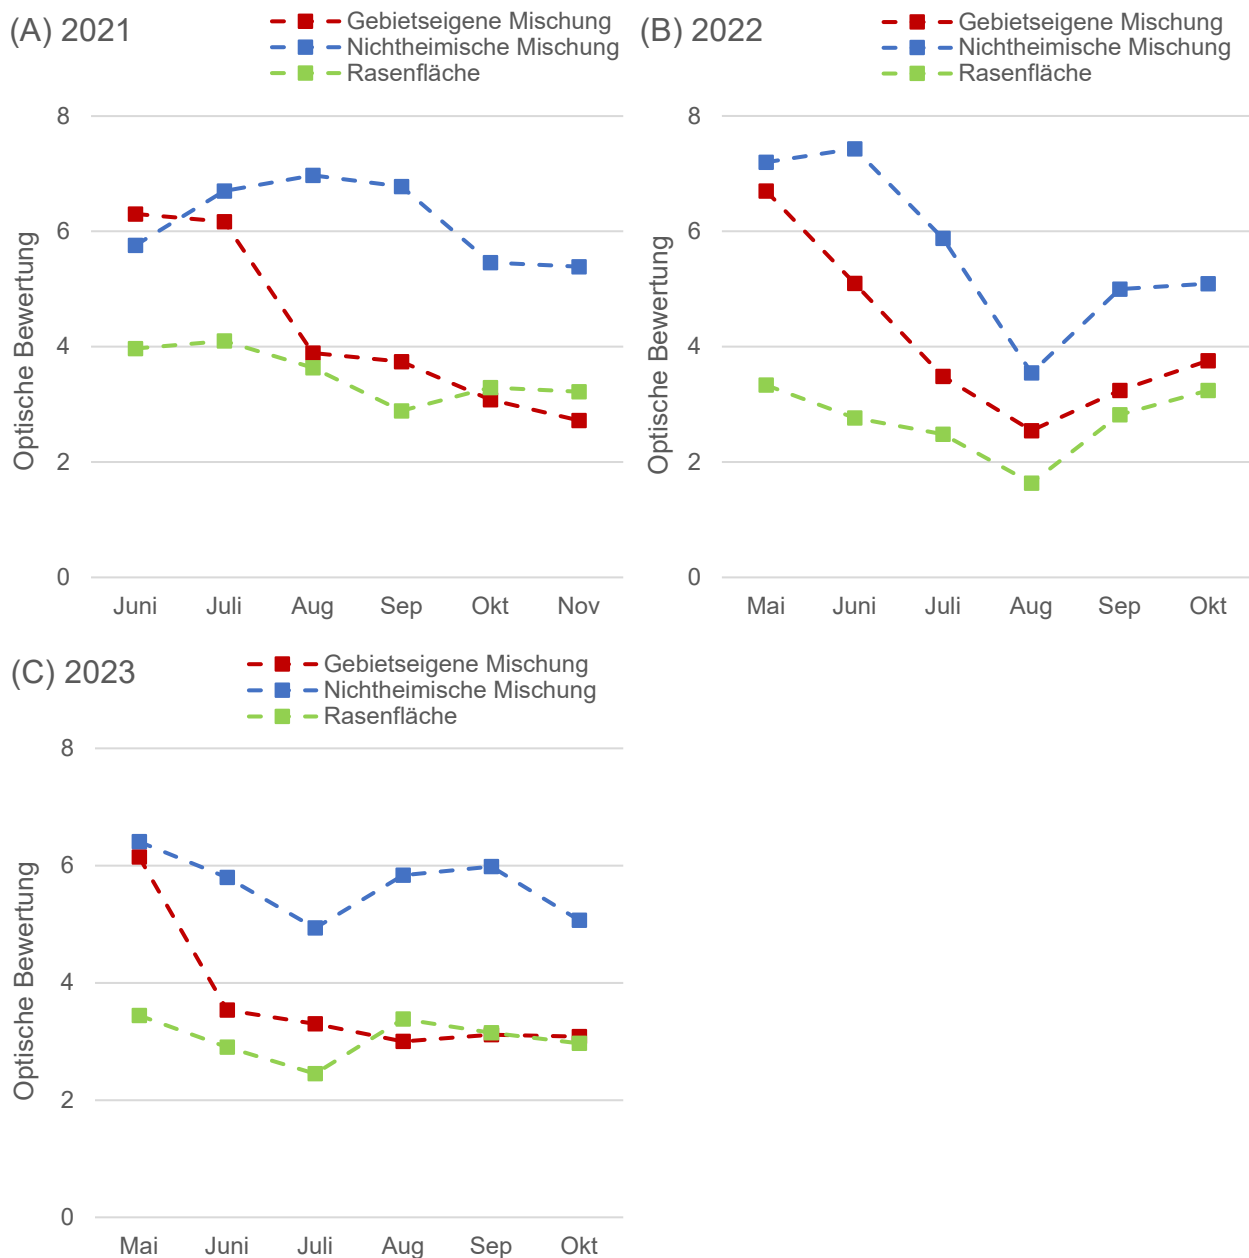 (A) 2021
Gebietseigene Mischung
Nichtheimische Mischung
Rasenfläche
Optische Bewertung
8
6
4
2
0
Juni Juli Aug Sep Okt Nov
(B) 2022
Gebietseigene Mischung
Nichtheimische Mischung
Rasenfläche
Optische Bewertung
8
6
4
2
0
Mai Juni Juli Aug Sep Okt
(C) 2023
Gebietseigene Mischung
Nichtheimische Mischung
Rasenfläche
Optische Bewertung
8
6
4
2
0
Mai Juni Juli Aug Sep Okt